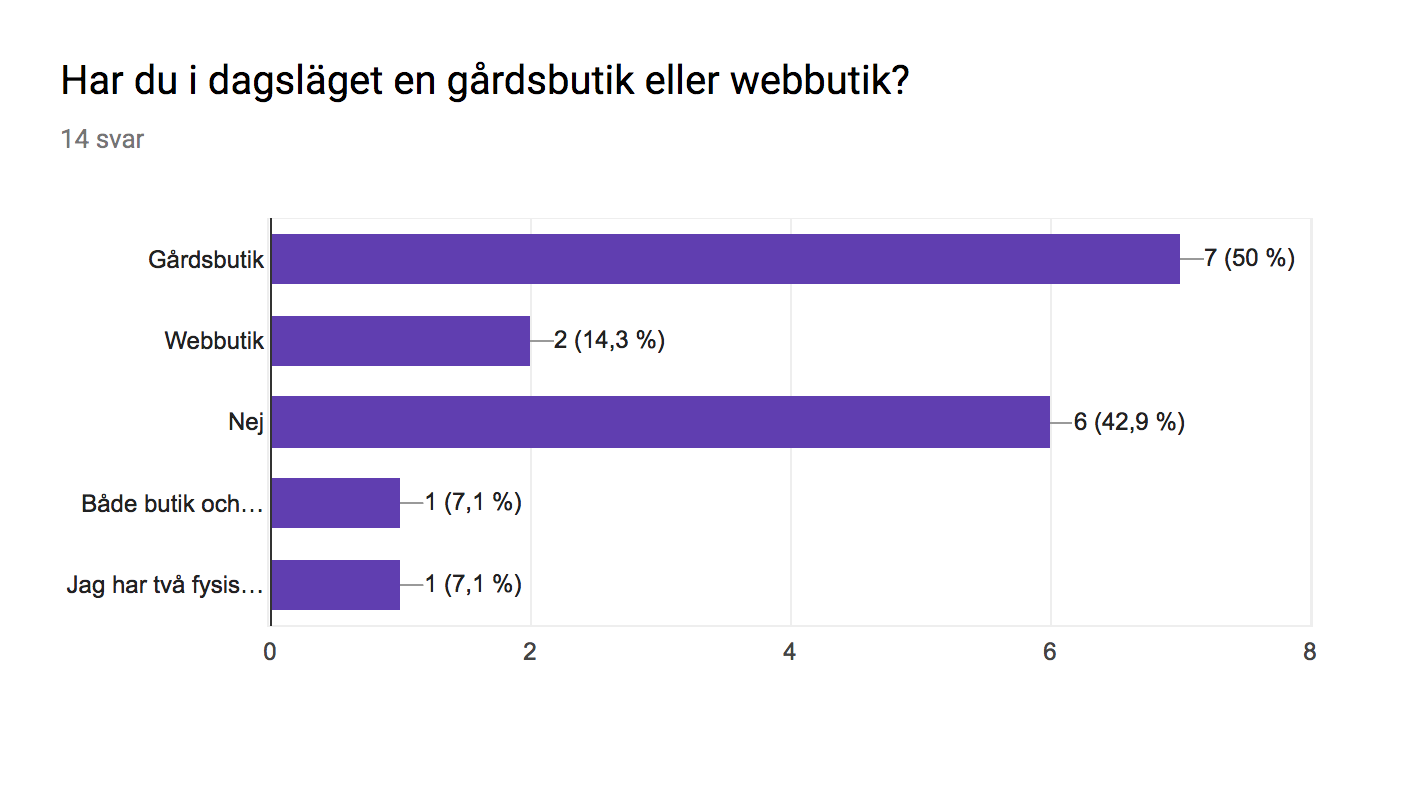 Har du i dagsläget en gårdsbutik eller webbutik?
14 svar
Gårdsbutik
7 (50 %)
Webbutik
2 (14,3 %)
Nej
6 (42,9 %)
Både butik och…
1 (7,1 %)
Jag har två fysis…
1 (7,1 %)
0
2
4
6
8